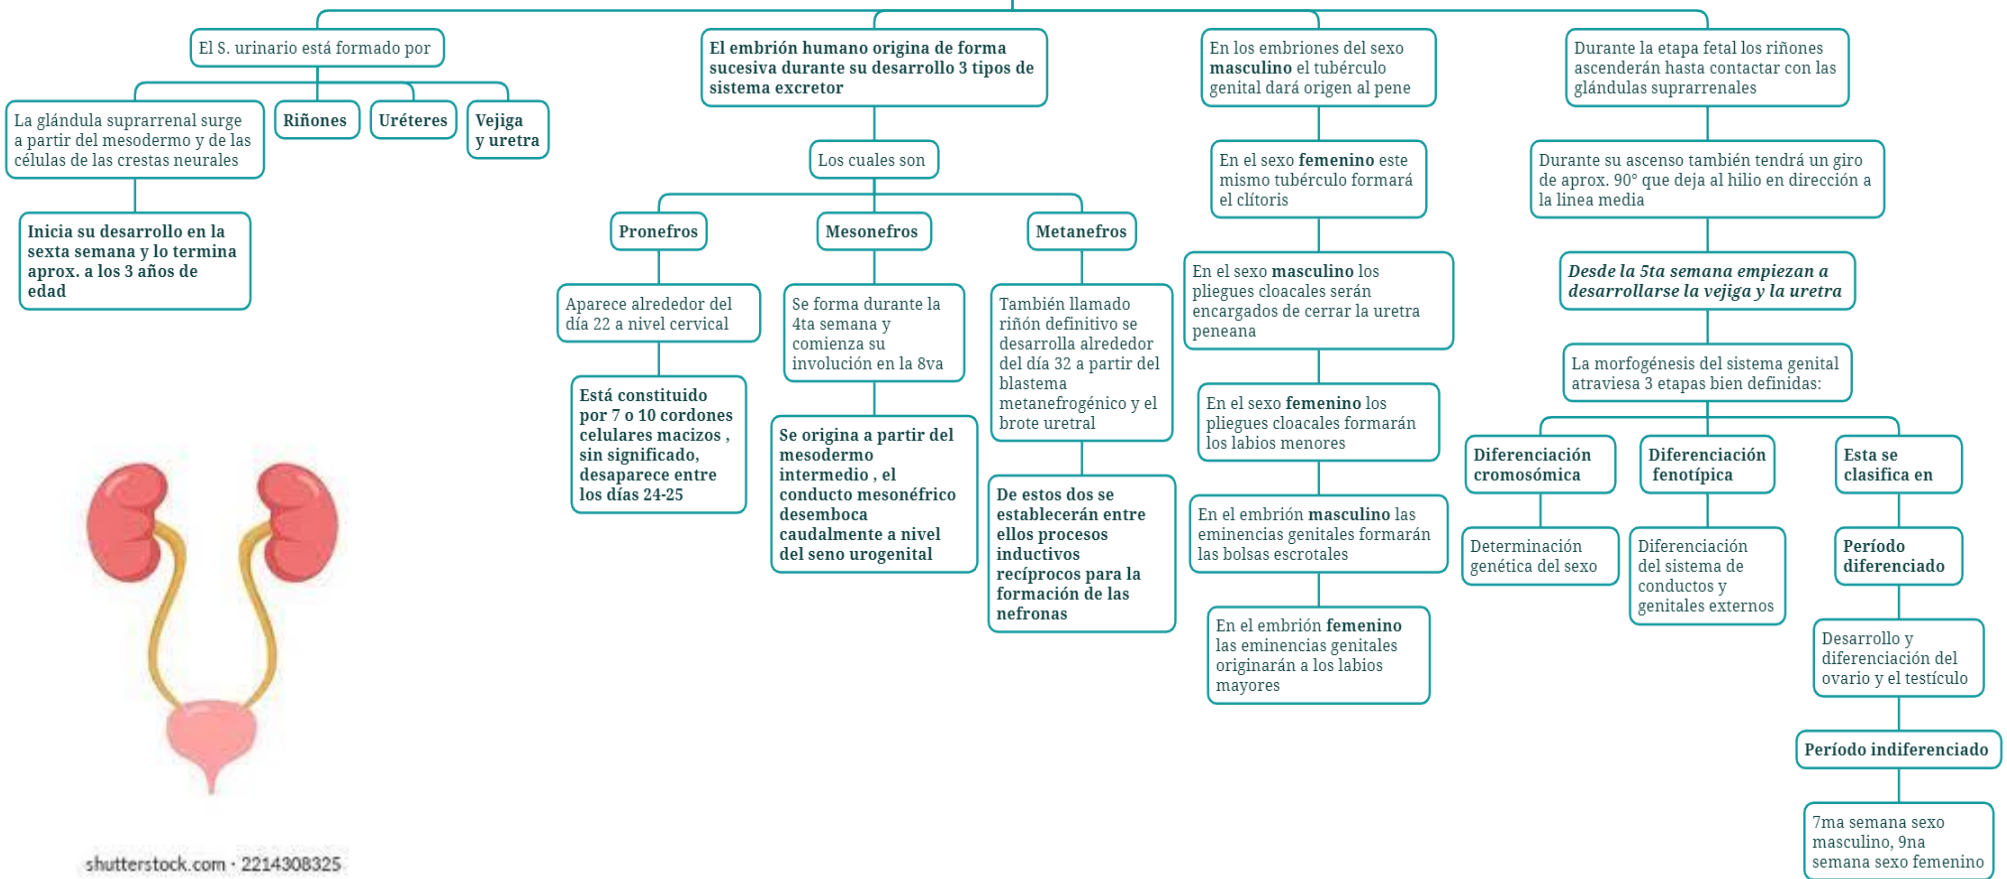 El S. urinario está formado por
La glándula suprarrenal surge
a partir del mesodermo y de las
células de las crestas neurales
Riñones
Uréteres
Vejiga
y uretra
Inicia su desarrollo en la
sexta semana y lo termina
aprox. a los 3 años de
edad
El embrión humano origina de forma
sucesiva durante su desarrollo 3 tipos de
sistema excretor
Los cuales son
Pronefros
Aparece alrededor del
día 22 a nivel cervical
Está constituido
por 7 o 10 cordones
celulares macizos ,
sin significado,
desaparece entre
los días 24-25
Mesonefros
Se forma durante la
4ta semana y
comienza su
involución en la 8va
Se origina a partir del
mesodermo
intermedio , el
conducto mesonéfrico
desemboca
caudalmente a nivel
del seno urogenital
Metanefros
También llamado
riñón definitivo se
desarrolla alrededor
del día 32 a partir del
blastema
metanefrogénico y el
brote uretral
De estos dos se
establecerán entre
ellos procesos
inductivos
recíprocos para la
formación de las
nefronas
En los embriones del sexo
masculino el tubérculo
genital dará origen al pene
En el sexo femenino este
mismo tubérculo formará
el clítoris
En el sexo masculino los
pliegues cloacales serán
encargados de cerrar la uretra
peneana
En el sexo femenino los
pliegues cloacales formarán
los labios menores
En el embrión masculino las
eminencias genitales formarán
las bolsas escrotales
En el embrión femenino
las eminencias genitales
originarán a los labios
mayores
Durante la etapa fetal los riñones
ascenderán hasta contactar con las
glándulas suprarrenales
Durante su ascenso también tendrá un giro
de aprox. 90° que deja al hilio en dirección a
la linea media
Desde la 5ta semana empiezan a
desarrollarse la vejiga y la uretra
La morfogénesis del sistema genital
atraviesa 3 etapas bien definidas:
Diferenciación
cromosómica
Determinación
genética del sexo
Diferenciación
fenotípica
Diferenciación
del sistema de
conductos y
genitales externos
Esta se
clasifica en
Período
diferenciado
Desarrollo y
diferenciación del
ovario y el testículo
Período indiferenciado
7ma semana sexo
masculino, 9na
semana sexo femenino
shutterstock.com · 2214308325